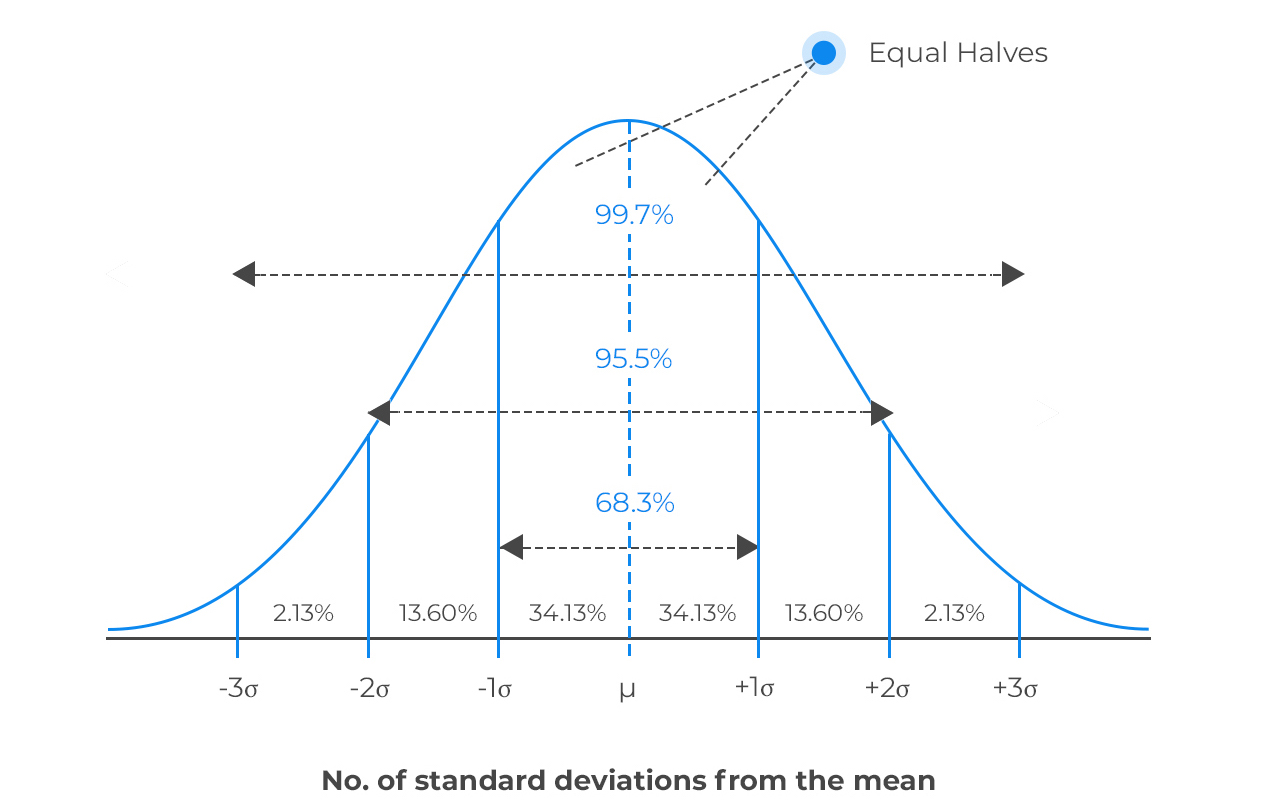 Equal Halves
99.7%
95.5%
68.3%
2.13% 13.60% 34.13% 34.13% 13.60% 2.13%
-3σ -2σ -1σ µ +1σ +2σ +3σ
No. of standard deviations from the mean